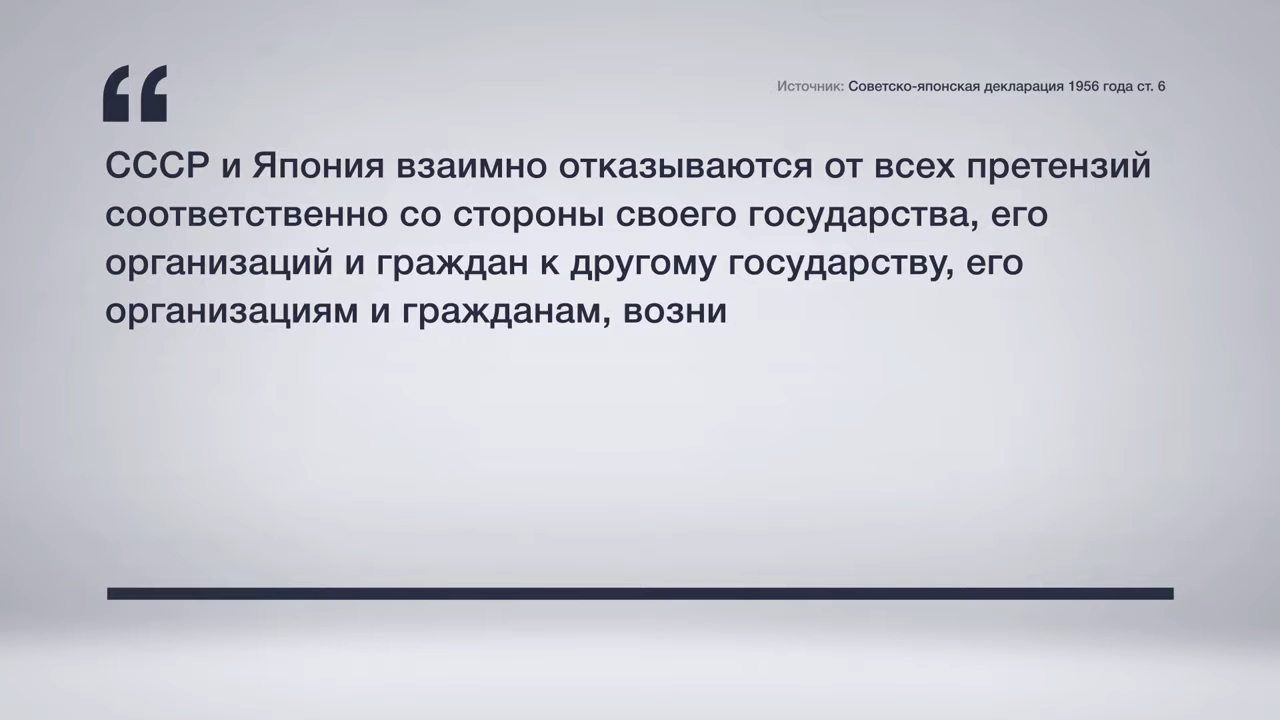 Источник: Советско-японская декларация 1956 года ст. 6
“
СССР и Япония взаимно отказываются от всех претензий
соответственно со стороны своего государства, его
организаций и граждан к другому государству, его
организациям и гражданам, возни